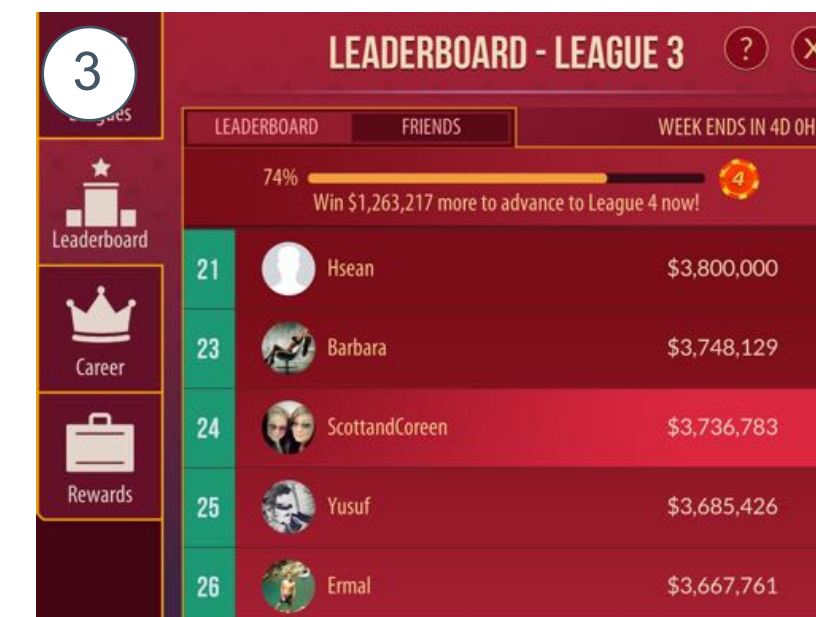 3
LEADERBOARD - LEAGUE 3 ?
LEADERBOARD FRIENDS WEEK ENDS IN 4D 0H
74% 4
Win $1,263,217 more to advance to League 4 now!
Leaderboard
Career
Rewards
21 Hsean $3,800,000
23 Barbara $3,748,129
24 ScottandCoreen $3,736,783
25 Yusuf $3,685,426
26 Ermal $3,667,761